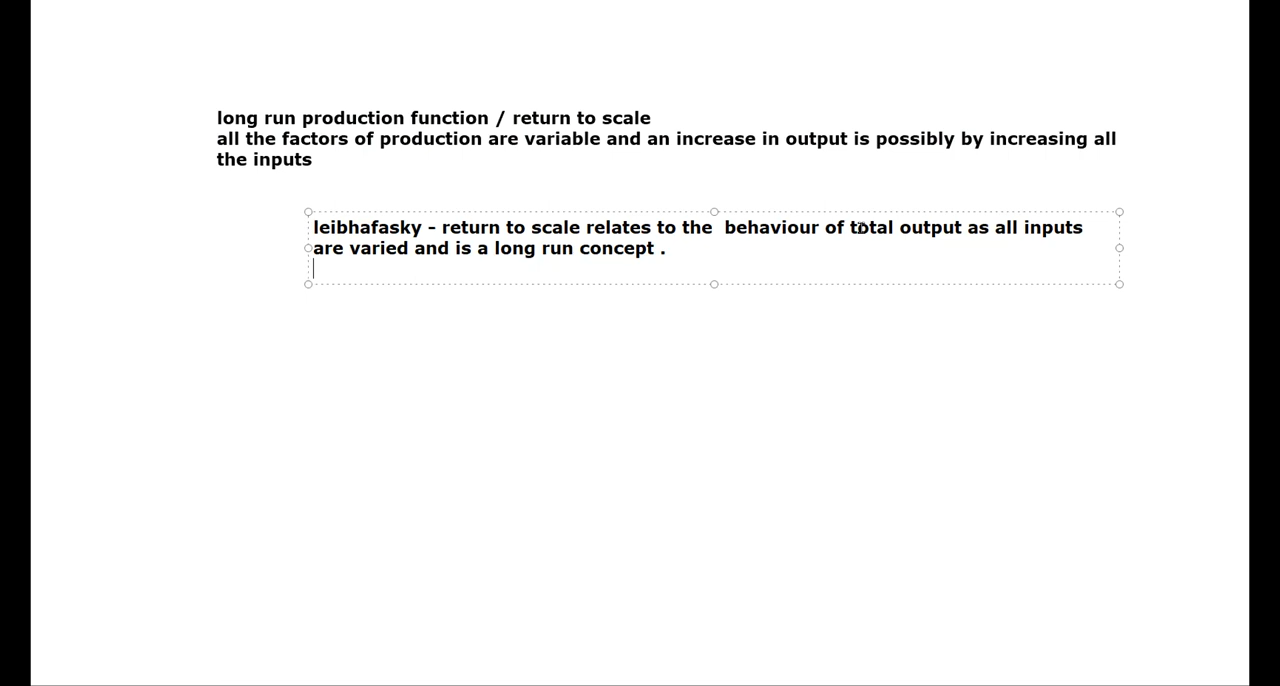 long run production function / return to scale
all the factors of production are variable and an increase in output is possibly by increasing all
the inputs
leibhafasky - return to scale relates to the  behaviour of total output as all inputs
are varied and is a long run concept .